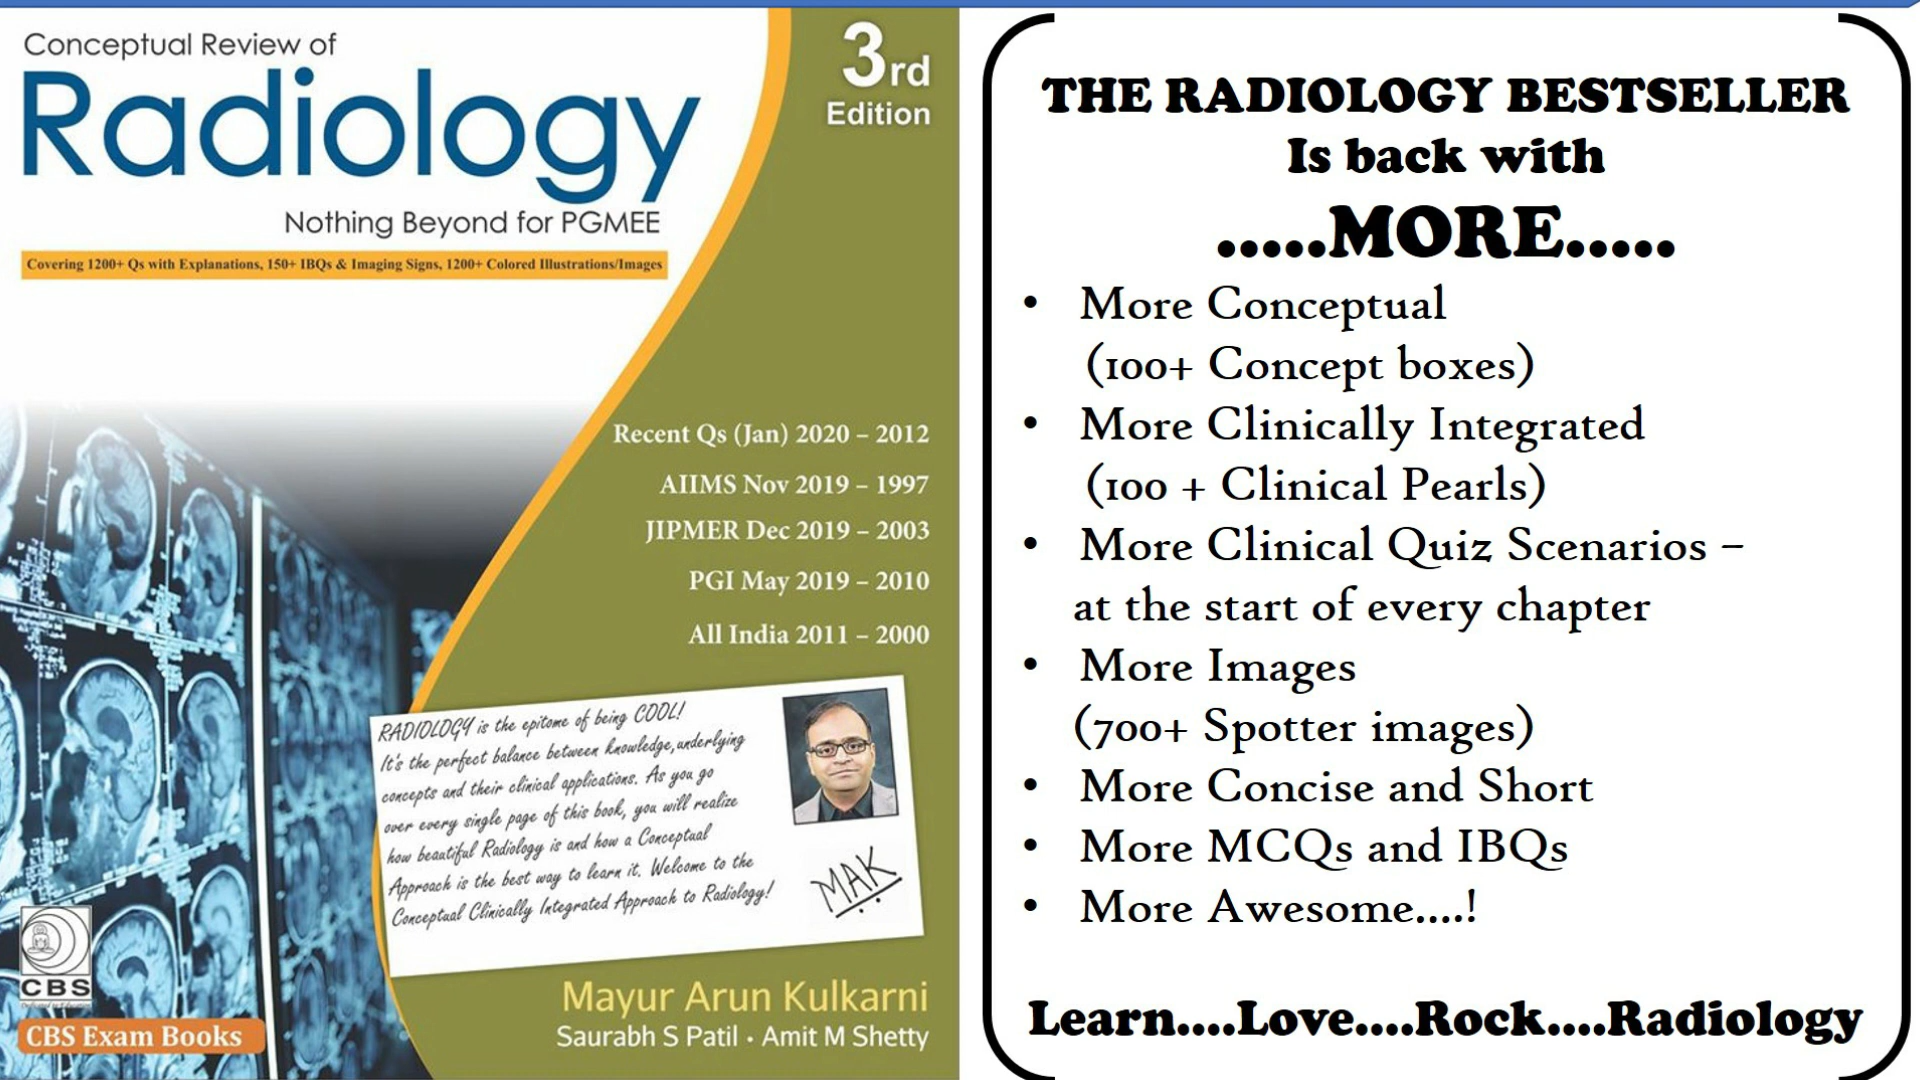 Conceptual Review of
Radiology
Nothing Beyond for PGMEE
Covering 1200+ Qs with Explanations, 150+ IBQs & Imaging Signs, 1200+ Colored Illustrations/Images
3rd
Edition
Recent Qs (Jan) 2020 – 2012
AIIMS Nov 2019 – 1997
JIPMER Dec 2019 – 2003
PGI May 2019 – 2010
All India 2011 – 2000
RADIOLOGY is the epitome of being COOL!
It's the perfect balance between knowledge, underlying
concepts and their clinical applications. As you go
over every single page of this book, you will realize
how beautiful Radiology is and how a Conceptual
Approach is the best way to learn it. Welcome to the
Conceptual Clinically Integrated Approach to Radiology!
MAK
CBS
CBS Exam Books
Mayur Arun Kulkarni
Saurabh S Patil • Amit M Shetty
THE RADIOLOGY BESTSELLER
Is back with
.....MORE.....
• More Conceptual
(100+ Concept boxes)
• More Clinically Integrated
(100 + Clinical Pearls)
• More Clinical Quiz Scenarios –
at the start of every chapter
• More Images
(700+ Spotter images)
• More Concise and Short
• More MCQs and IBQs
• More Awesome....!
Learn....Love....Rock....Radiology